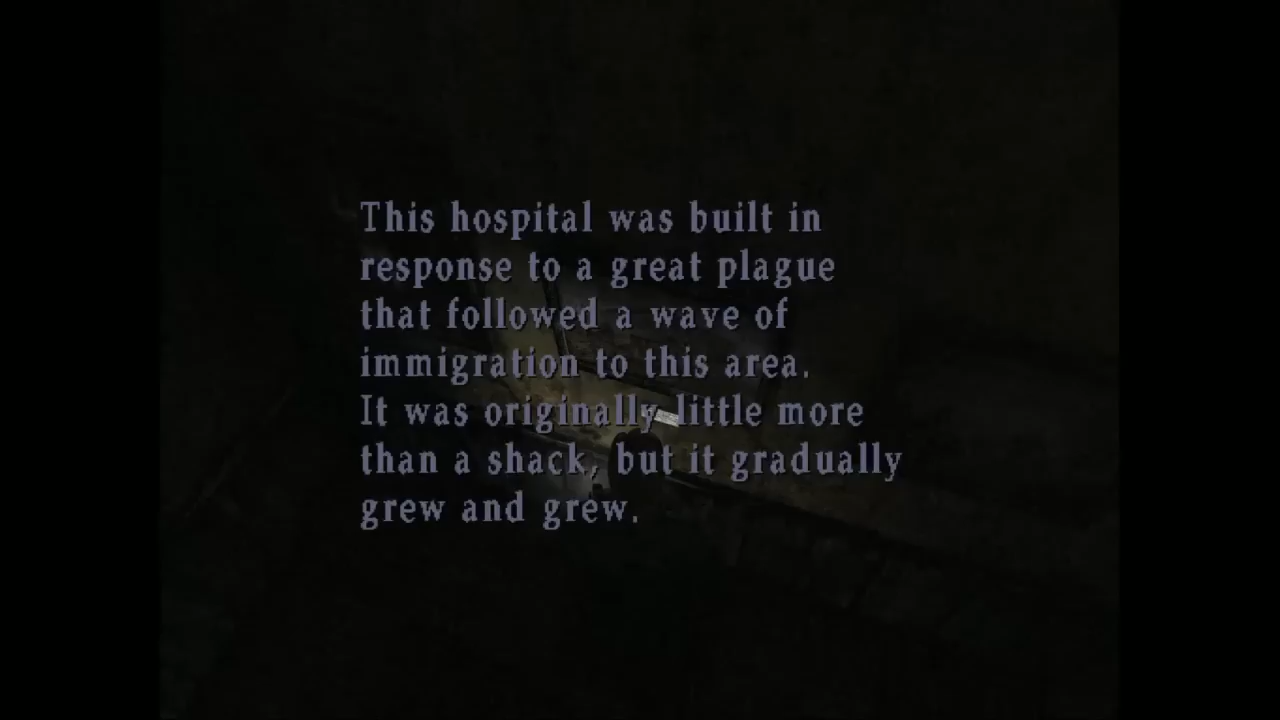 This hospital was built in
response to a great plague
that followed a wave of
immigration to this area.
It was originally little more
than a shack, but it gradually
grew and grew.